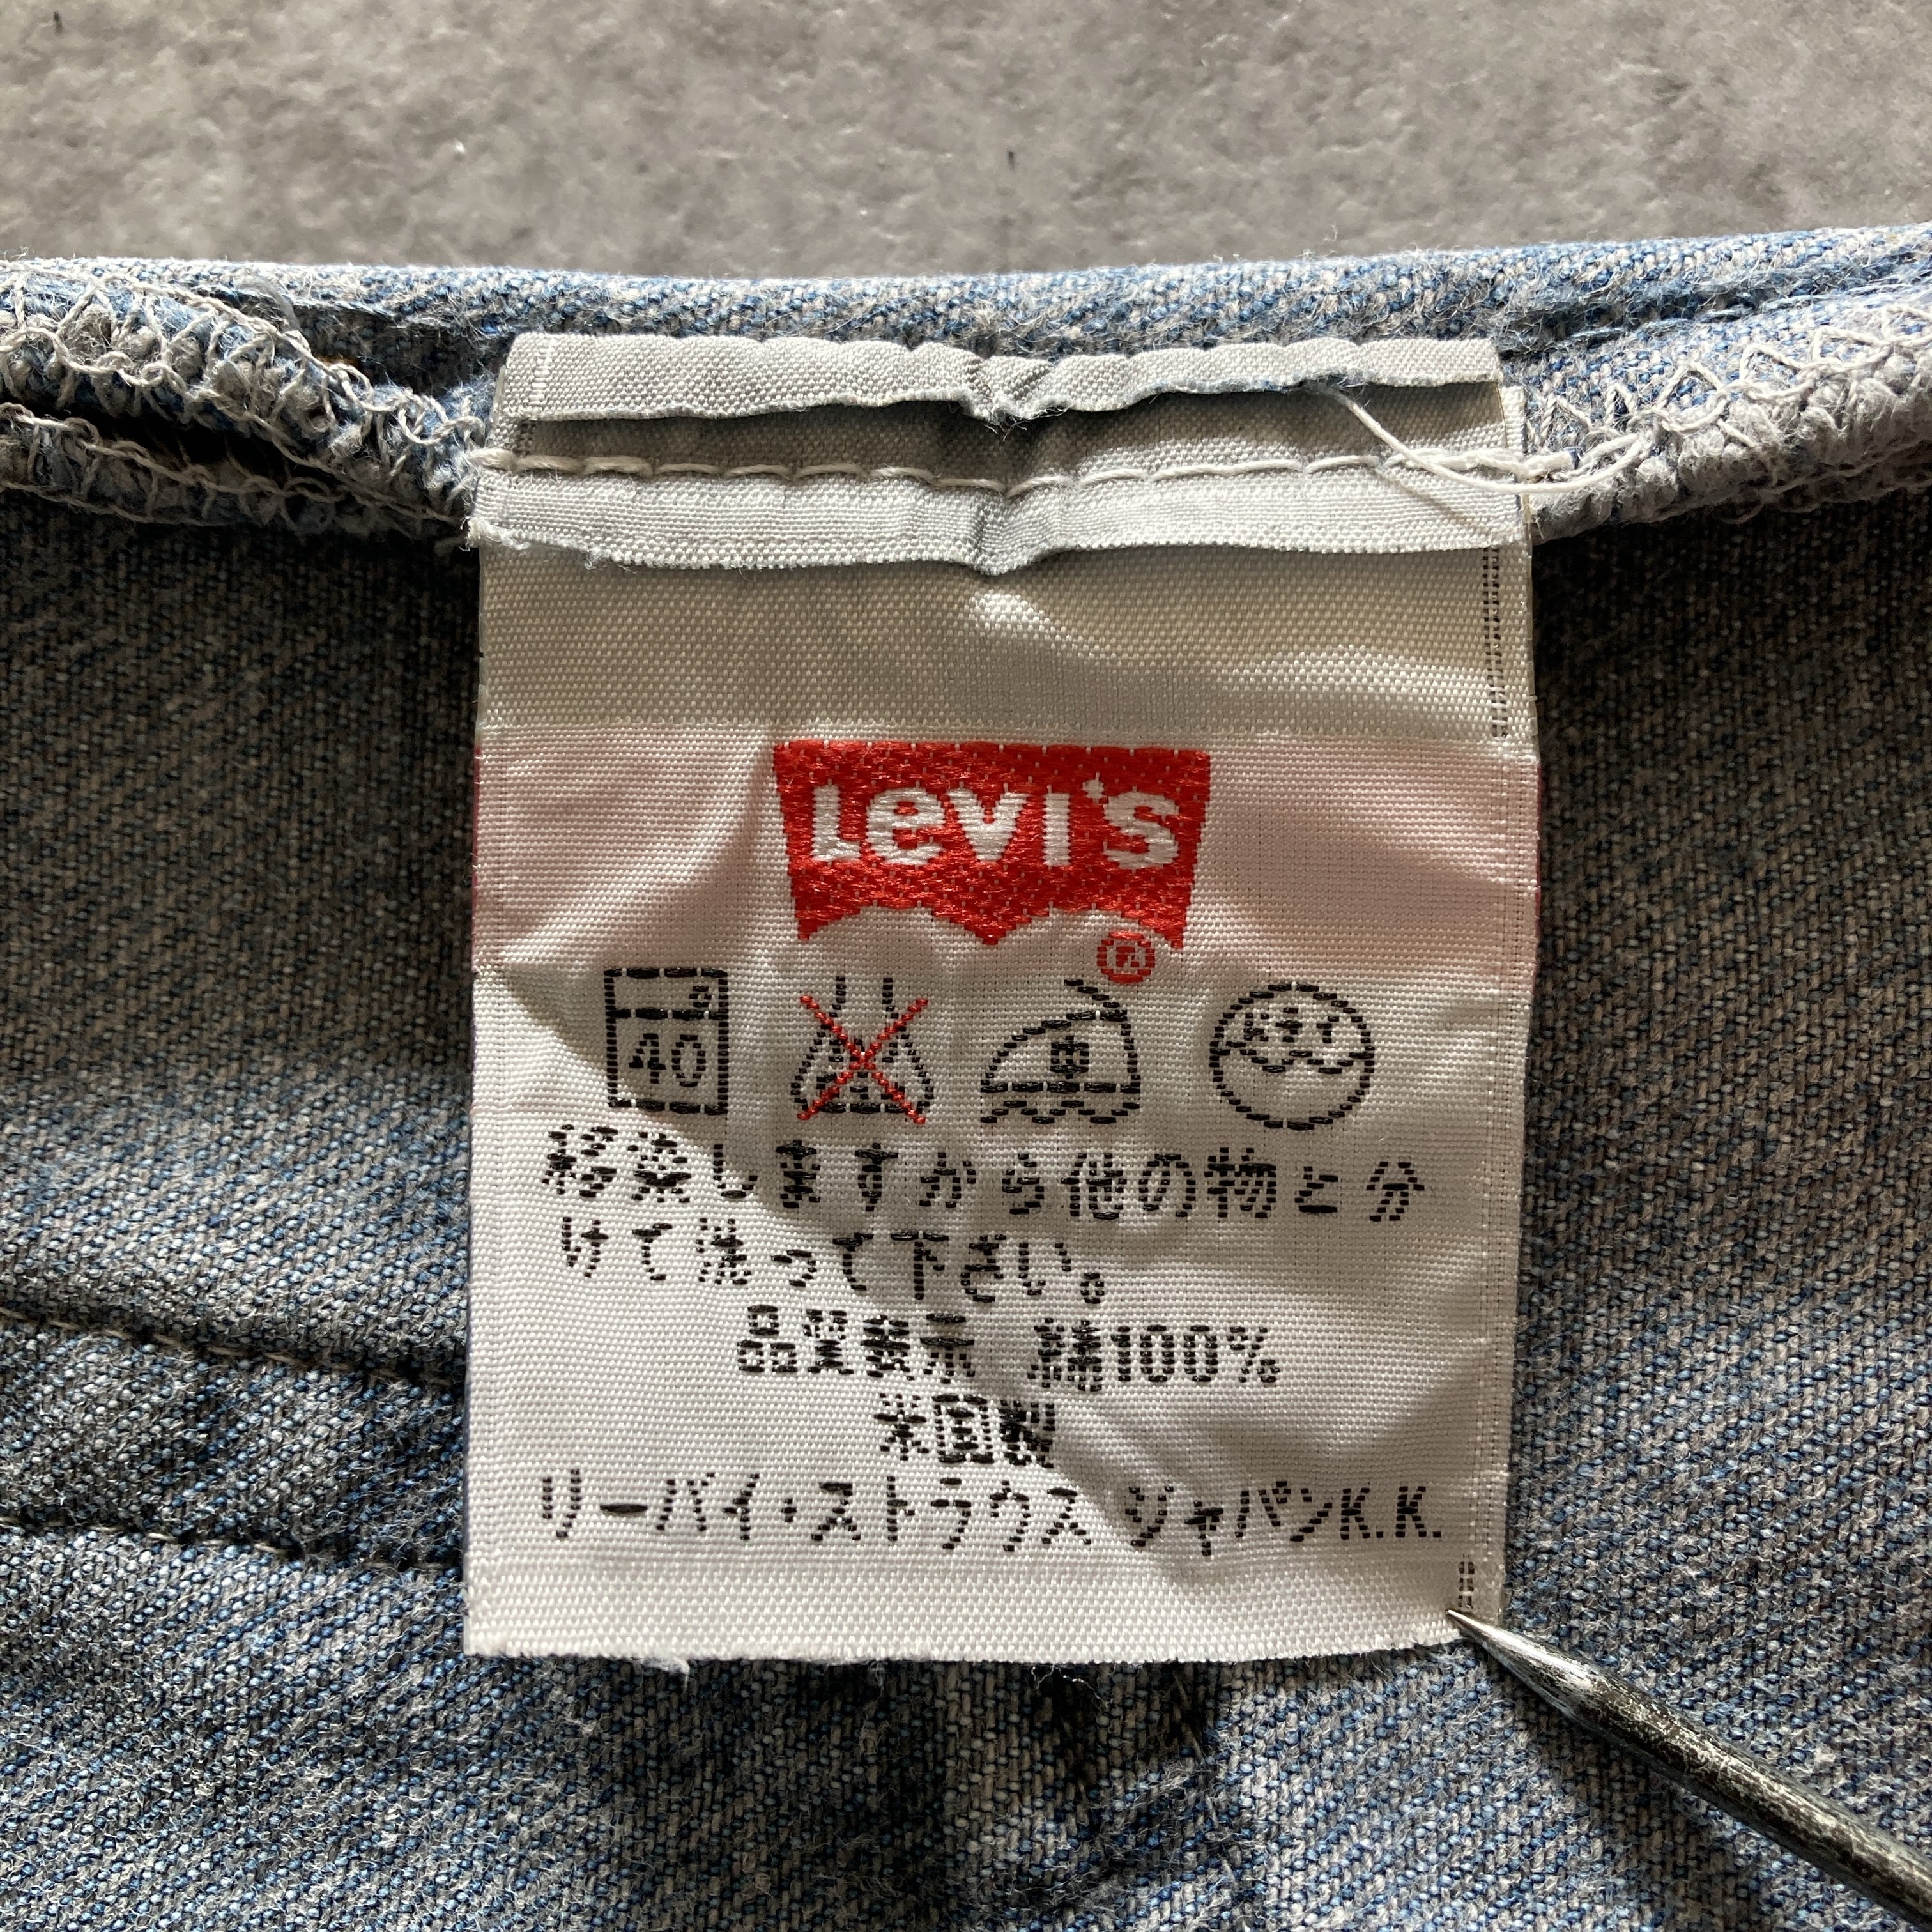 Levi's
®
40
移染しますから他の物と分
けて洗って下さい。
品質表示 綿100%
米国製
リーバイ・ストラウス ジャパンK.K.